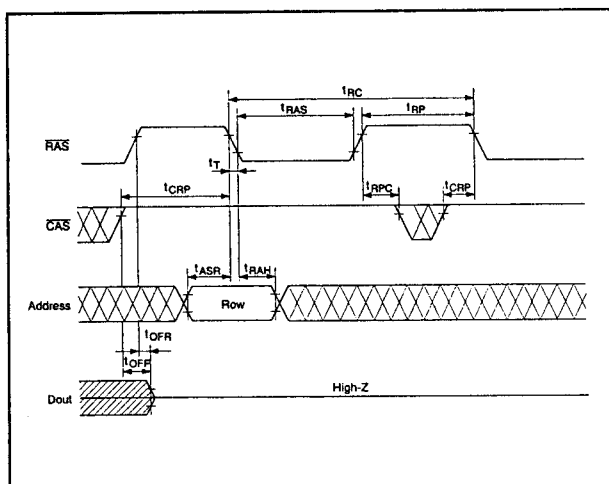 tRC
tRAS
tRP
RAS
tT
tCRP
tRPC
tCRP
CAS
tASR
tRAH
Address
Row
tOFR
tOFF
High-Z
Dout